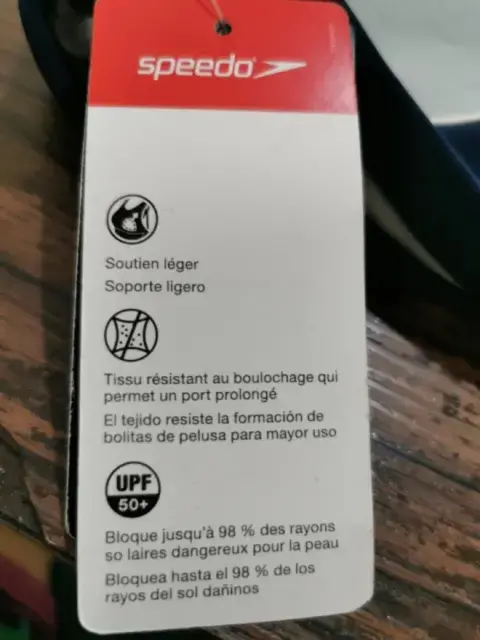 speedo
Soutien léger
Soporte ligero
Tissu résistant au boulochage qui
permet un port prolongé
El tejido resiste la formación de
bolitas de pelusa para mayor uso
UPF
50+
Bloque jusqu'à 98 % des rayons
so laires dangereux pour la peau
Bloquea hasta el 98 % de los
rayos del sol dañinos